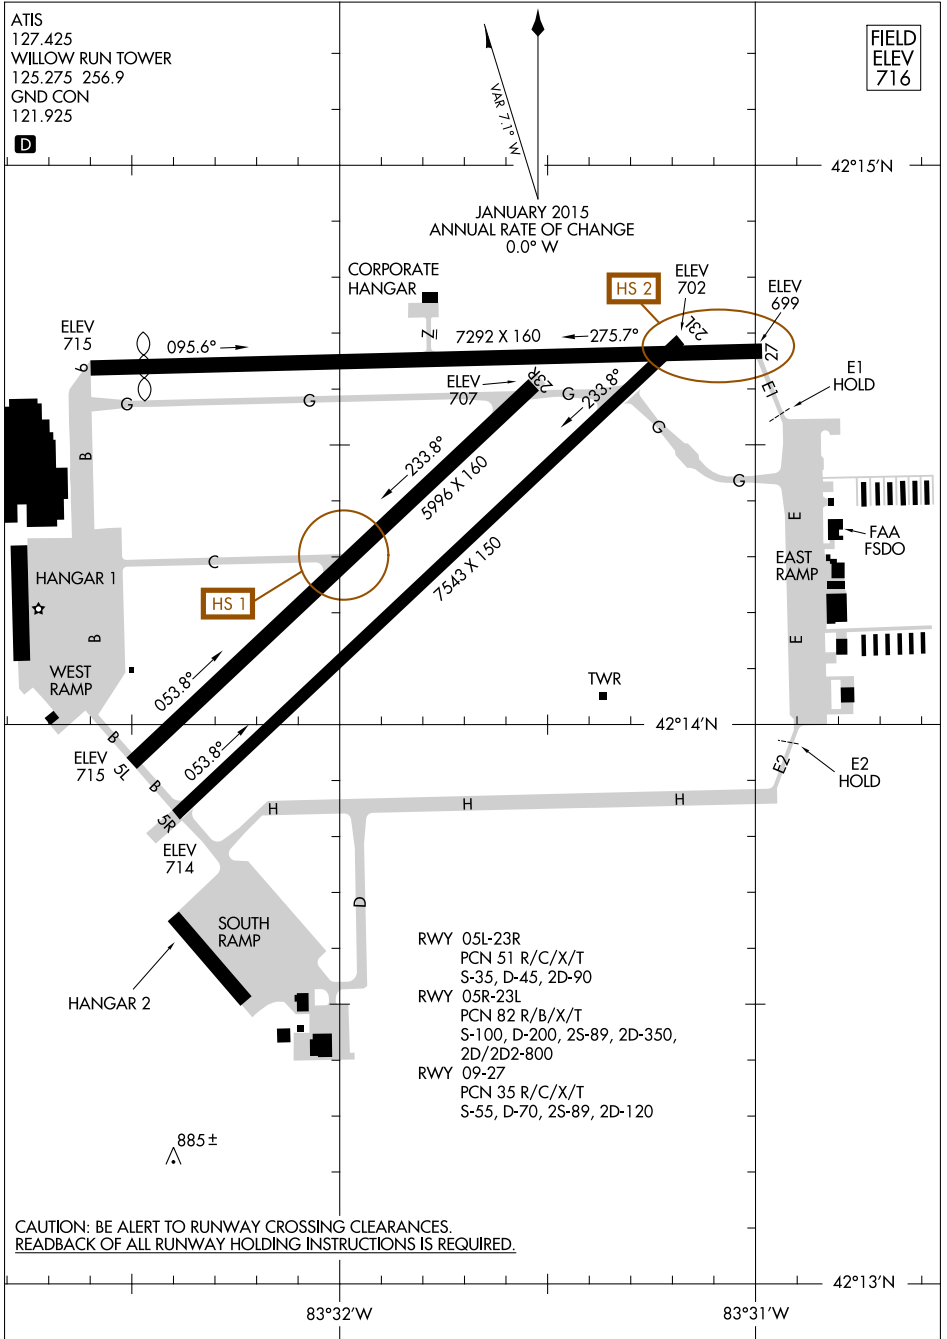 ATIS
127.425
WILLOW RUN TOWER
125.275 256.9
GND CON
121.925
D
FIELD
ELEV
716
VAR 7.1° W
42°15'N
JANUARY 2015
ANNUAL RATE OF CHANGE
0.0° W
CORPORATE
HANGAR
HS 2
ELEV
702
ELEV
699
ELEV
715
095.6°
7292 X 160
275.7°
Z
23L
27
9
E1
E1
HOLD
ELEV
707
23R
G
G
G
233.8°
G
G
B
233.8°
5996 X 160
7543 X 150
C
HANGAR 1
HS 1
E
EAST
RAMP
FAA
FSDO
B
E
WEST
RAMP
053.8°
TWR
42°14'N
B
ELEV
715
5L
053.8°
B
E2
E2
HOLD
5R
H
H
H
ELEV
714
D
SOUTH
RAMP
HANGAR 2
RWY 05L-23R
PCN 51 R/C/X/T
S-35, D-45, 2D-90
RWY 05R-23L
PCN 82 R/B/X/T
S-100, D-200, 2S-89, 2D-350,
2D/2D2-800
RWY 09-27
PCN 35 R/C/X/T
S-55, D-70, 2S-89, 2D-120
885±
CAUTION: BE ALERT TO RUNWAY CROSSING CLEARANCES.
READBACK OF ALL RUNWAY HOLDING INSTRUCTIONS IS REQUIRED.
42°13'N
83°32'W
83°31'W